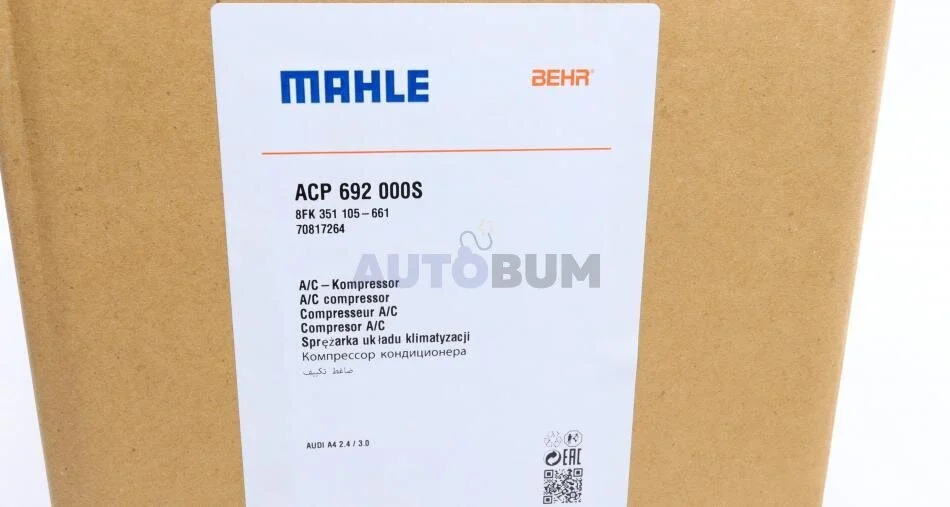 MAHLE
BEHR®
ACP 692 000S
8FK 351 105-661
70817264
AUTOBUM
A/C – Kompressor
A/C compressor
Compresseur A/C
Compresor A/C
Sprężarka układu klimatyzacji
Компрессор кондиционера
ضاغط تكييف
AUDI A4 2.4 / 3.0
EAC